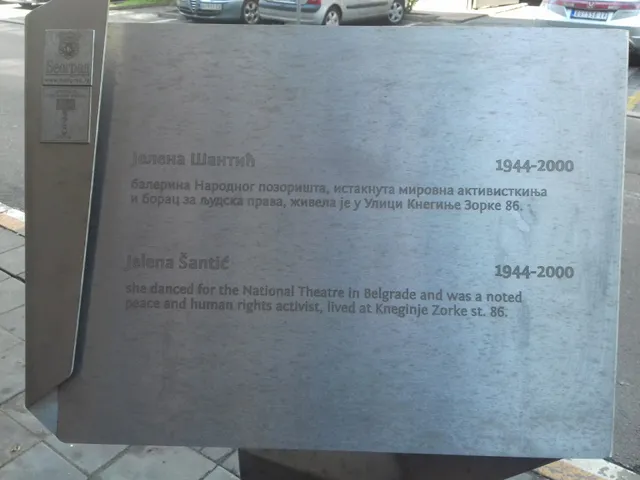 Београд
Јелена Шантић 1944-2000
балерина Народног позоришта, истакнута мировна активисткиња
и борац за људска права, живела је у Улици Кнегиње Зорке 86.
Jelena Šantić 1944-2000
she danced for the National Theatre in Belgrade and was a noted
peace and human rights activist, lived at Kneginje Zorke st. 86.